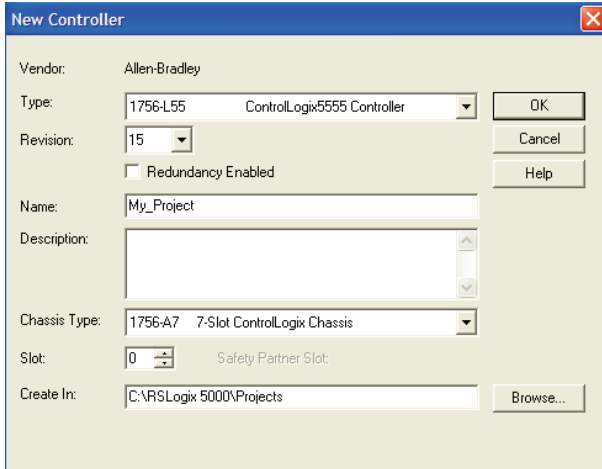 New Controller
Vendor: Allen-Bradley
Type: 1756-L55 ControlLogix5555 Controller OK
Revision: 15 Cancel
Redundancy Enabled Help
Name: My_Project
Description:
Chassis Type: 1756-A7 7-Slot ControlLogix Chassis
Slot: 0 Safety Partner Slot:
Create In: C:\RSLogix 5000\Projects Browse...